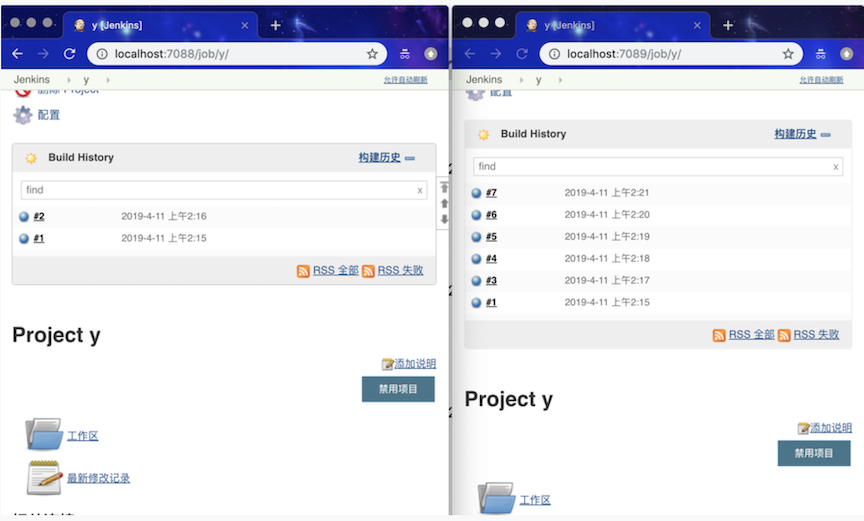 y [Jenkins]
localhost:7088/job/y/
Jenkins
y
允许自动刷新
删除 Project
配置
Build History
构建历史
find
x
#2
2019-4-11 上午2:16
#1
2019-4-11 上午2:15
RSS 全部
RSS 失败
Project y
添加说明
禁用项目
工作区
最新修改记录
y [Jenkins]
localhost:7089/job/y/
Jenkins
y
允许自动刷新
配置
Build History
构建历史
find
x
#7
2019-4-11 上午2:21
#6
2019-4-11 上午2:20
#5
2019-4-11 上午2:19
#4
2019-4-11 上午2:18
#3
2019-4-11 上午2:17
#1
2019-4-11 上午2:15
RSS 全部
RSS 失败
Project y
添加说明
禁用项目
工作区